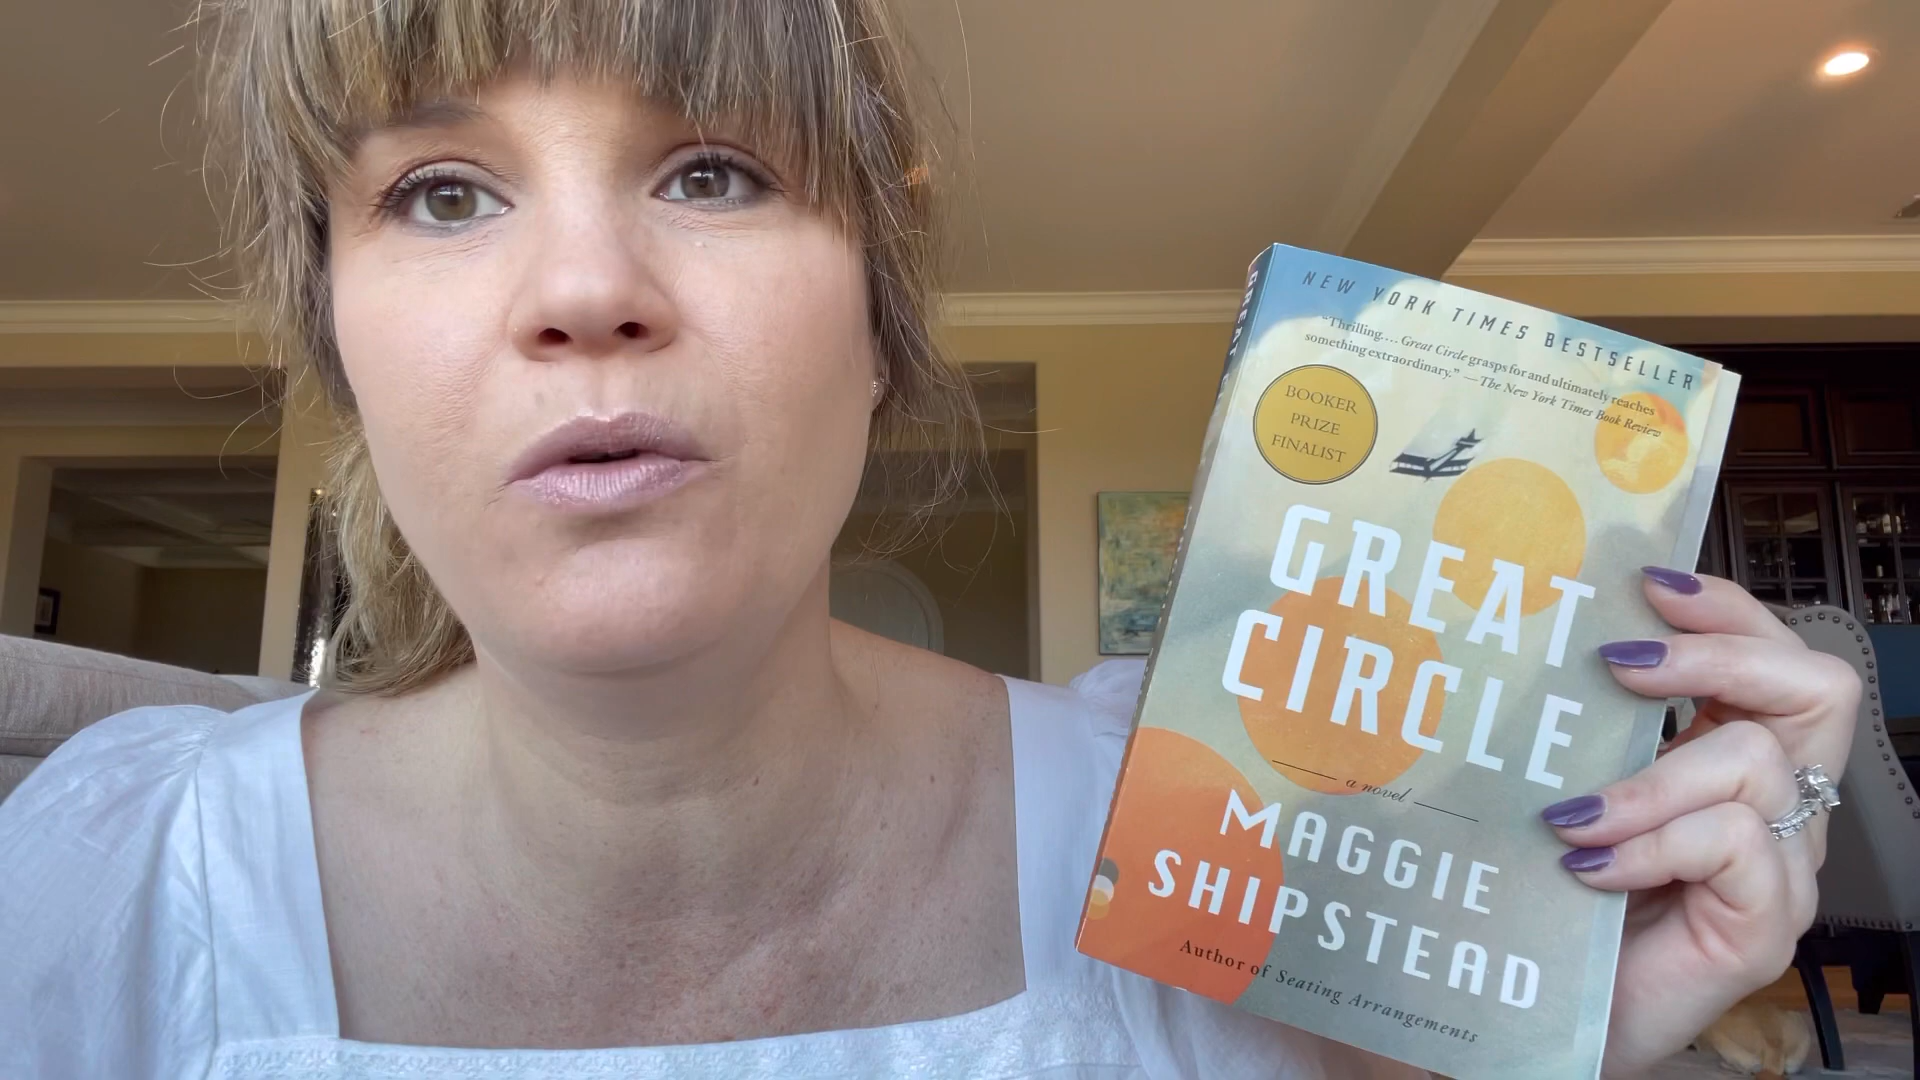 NEW YORK TIMES BESTSELLER
"Thrilling.... Great Circle grasps for and ultimately reaches
something extraordinary." —The New York Times Book Review
BOOKER
PRIZE
FINALIST
GREAT
CIRCLE
a novel
MAGGIE
SHIPSTEAD
Author of Seating Arrangements
GREAT